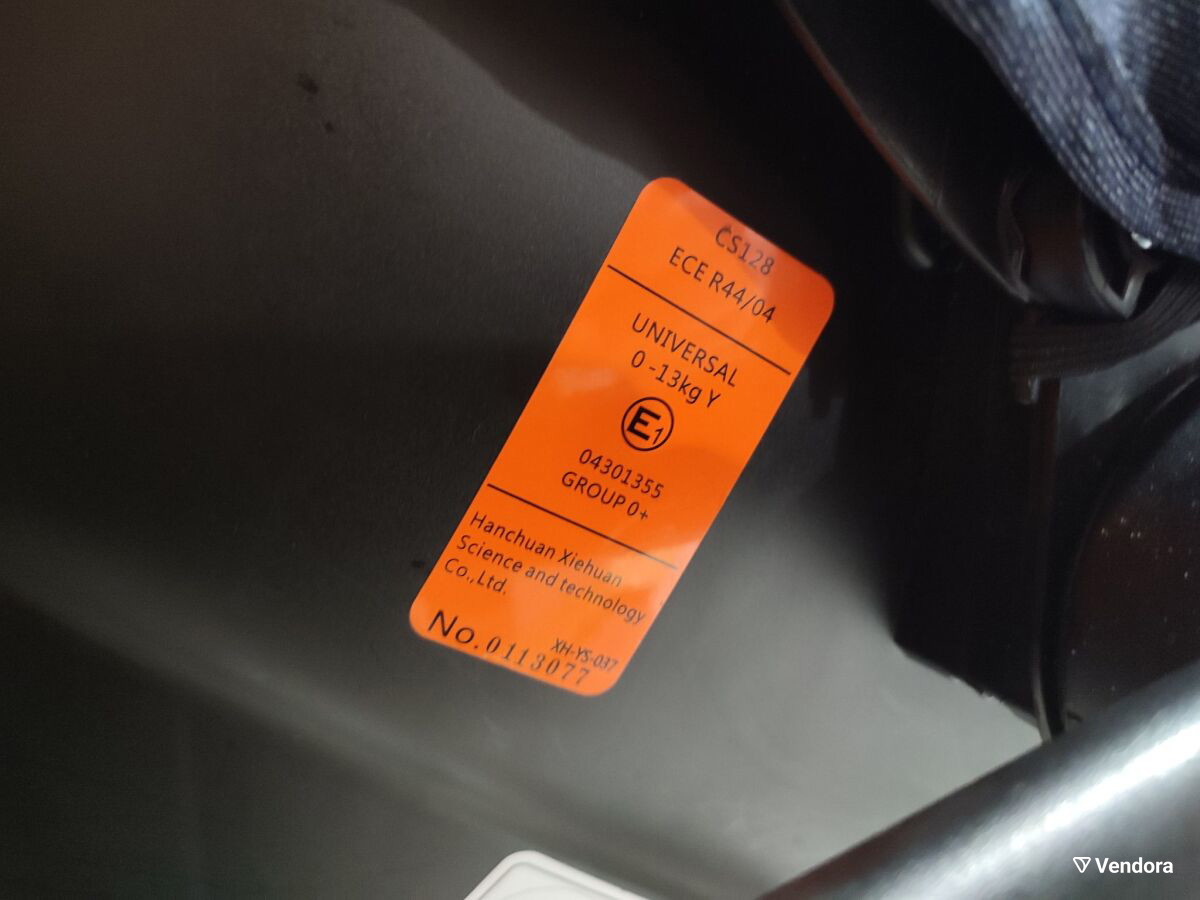 CS128
ECE R44/04
UNIVERSAL
0-13kg Y
E1
04301355
GROUP 0+
Hanchuan Xiehuan
Science and technology
Co.,Ltd.
XH-YS-037
No.0113077
Vendora